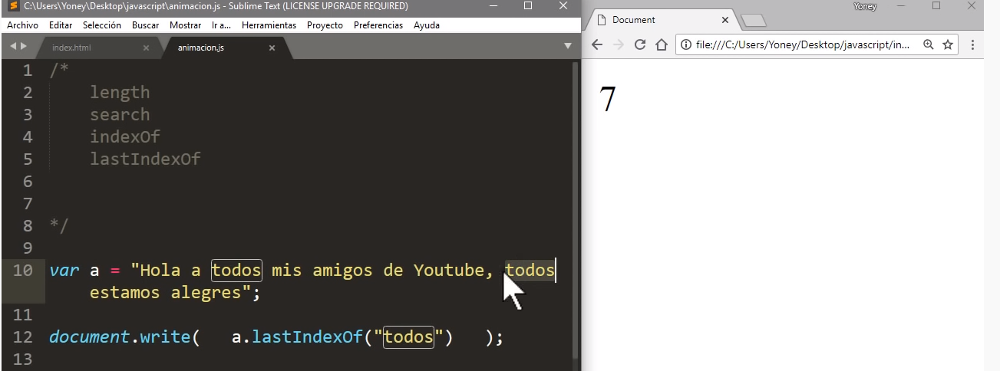 C:\Users\Yoney\Desktop\javascript\animacion.js - Sublime Text (LICENSE UPGRADE REQUIRED)
Archivo Editar Selección Buscar Mostrar Ir a... Herramientas Proyecto Preferencias Ayuda
index.html animacion.js
1 /*
2 length
3 search
4 indexOf
5 lastIndexOf
6
7
8 */
9
10 var a = "Hola a todos mis amigos de Youtube, todos
estamos alegres";
11
12 document.write( a.lastIndexOf("todos") );
13
Yoney
Document
file:///C:/Users/Yoney/Desktop/javascript/in...
7